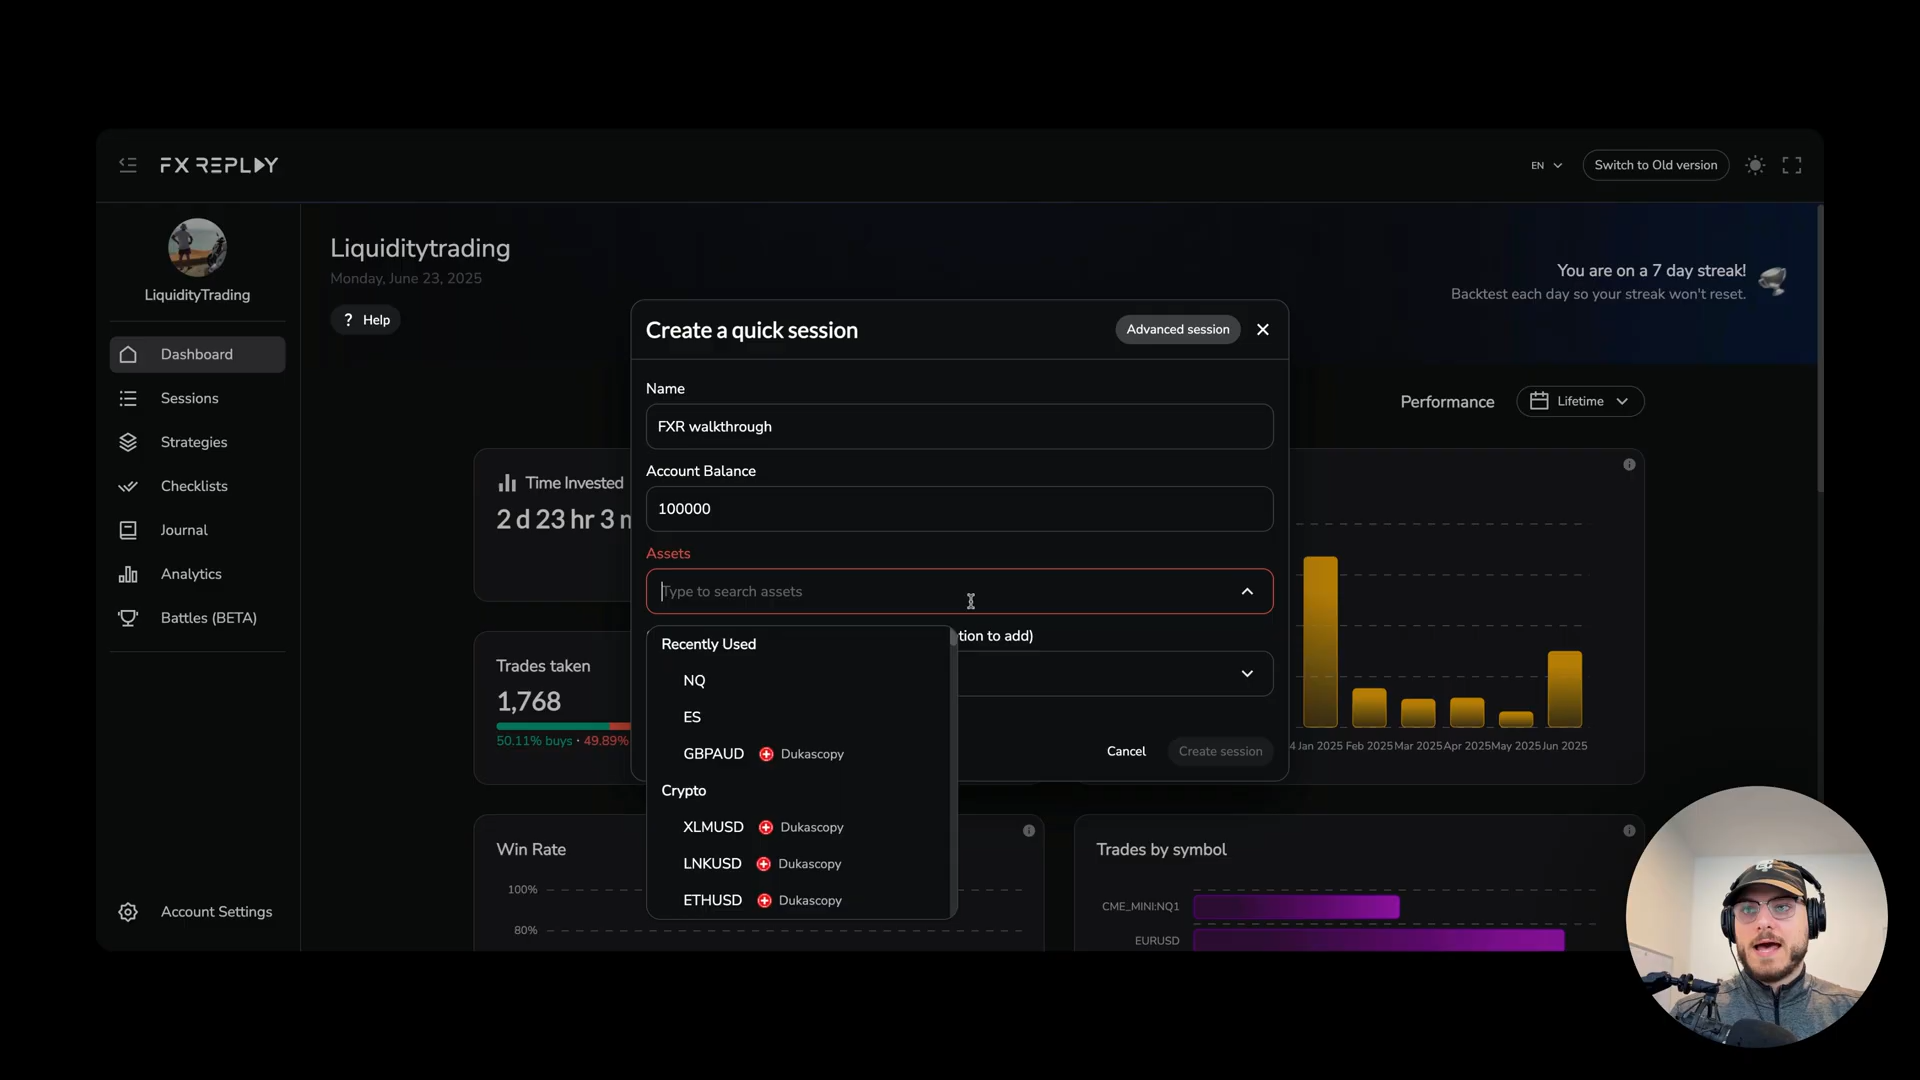 FX REPLAY
EN
Switch to Old version
LiquidityTrading
Dashboard
Sessions
Strategies
Checklists
Journal
Analytics
Battles (BETA)
Account Settings
Liquiditytrading
Monday, June 23, 2025
? Help
You are on a 7 day streak!
Backtest each day so your streak won't reset.
Performance
Lifetime
Time Invested
2 d 23 hr 3
Trades taken
1,768
50.11% buys · 49.89%
Create a quick session
Advanced session
Name
FXR walkthrough
Account Balance
100000
Assets
Type to search assets
tion to add)
Recently Used
NQ
ES
GBPAUD Dukascopy
Crypto
XLMUSD Dukascopy
LNKUSD Dukascopy
ETHUSD Dukascopy
Cancel
Create session
4 Jan 2025 Feb 2025 Mar 2025 Apr 2025 May 2025 Jun 2025
Win Rate
100%
80%
Trades by symbol
CME_MINI:NQ1
EURUSD